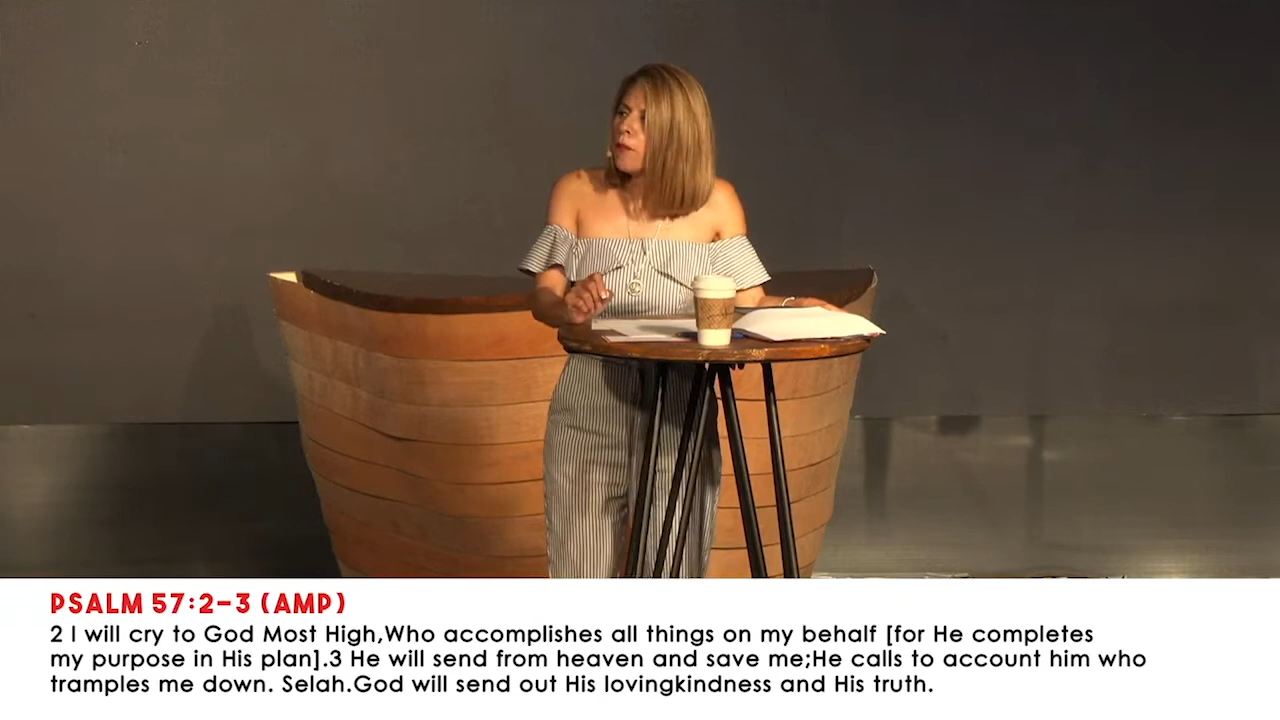 PSALM 57:2-3 (AMP)
2 I will cry to God Most High,Who accomplishes all things on my behalf [for He completes
my purpose in His plan].3 He will send from heaven and save me;He calls to account him who
tramples me down. Selah.God will send out His lovingkindness and His truth.